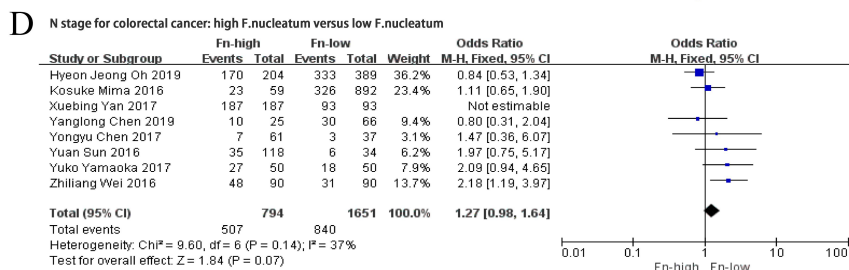 D N stage for colorectal cancer: high F.nucleatum versus low F.nucleatum
Fn-high Fn-low Odds Ratio Odds Ratio
Study or Subgroup Events Total Events Total Weight M-H, Fixed, 95% CI M-H, Fixed, 95% CI
Hyeon Jeong Oh 2019 170 204 333 389 36.2% 0.84 [0.53, 1.34]
Kosuke Mima 2016 23 59 326 892 23.4% 1.11 [0.65, 1.90]
Xuebing Yan 2017 187 187 93 93 Not estimable
Yanglong Chen 2019 10 25 30 66 9.4% 0.80 [0.31, 2.04]
Yongyu Chen 2017 7 61 3 37 3.1% 1.47 [0.36, 6.07]
Yuan Sun 2016 35 118 6 34 6.2% 1.97 [0.75, 5.17]
Yuko Yamaoka 2017 27 50 18 50 7.9% 2.09 [0.94, 4.65]
Zhiliang Wei 2016 48 90 31 90 13.7% 2.18 [1.19, 3.97]
Total (95% CI) 794 1651 100.0% 1.27 [0.98, 1.64]
Total events 507 840
Heterogeneity: Chi² = 9.60, df = 6 (P = 0.14); I² = 37%
Test for overall effect: Z = 1.84 (P = 0.07)
0.01 0.1 1 10 100
Fn-high Fn-low